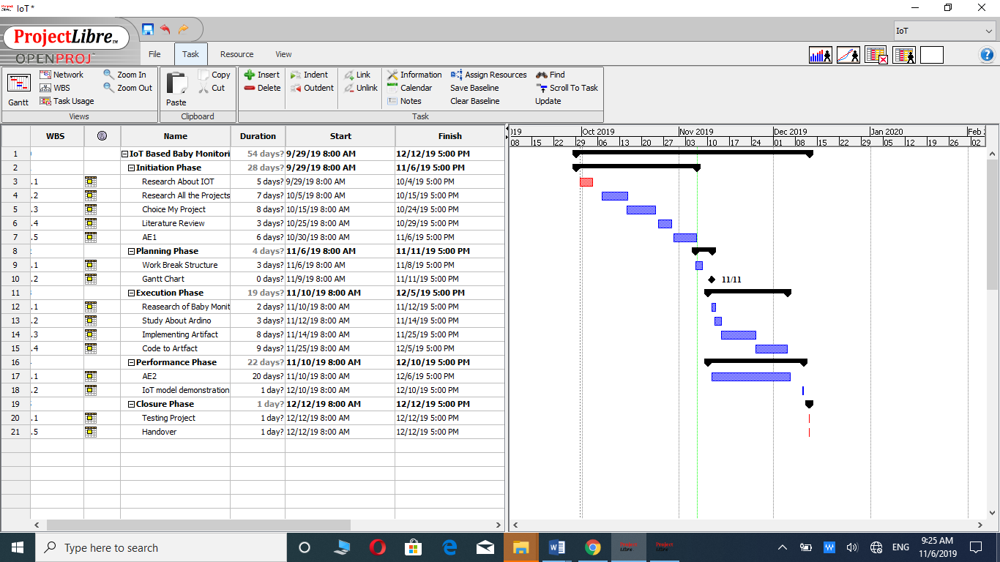 IoT *
ProjectLibre TM
OPENPROJ
IoT
File Task Resource View
Gantt
Network
WBS
Task Usage
Zoom In
Zoom Out
Views
Paste
Copy
Cut
Clipboard
Insert
Delete
Indent
Outdent
Link
Unlink
Information
Calendar
Notes
Assign Resources
Save Baseline
Clear Baseline
Find
Scroll To Task
Update
Task
WBS Name Duration Start Finish
1 IoT Based Baby Monitori 54 days? 9/29/19 8:00 AM 12/12/19 5:00 PM
2 Initiation Phase 28 days? 9/29/19 8:00 AM 11/6/19 5:00 PM
3 .1 Research About IOT 5 days? 9/29/19 8:00 AM 10/4/19 5:00 PM
4 .2 Research All the Projects 7 days? 10/5/19 8:00 AM 10/15/19 5:00 PM
5 .3 Choice My Project 8 days? 10/15/19 8:00 AM 10/24/19 5:00 PM
6 .4 Literature Review 3 days? 10/25/19 8:00 AM 10/29/19 5:00 PM
7 .5 AE1 6 days? 10/30/19 8:00 AM 11/6/19 5:00 PM
8 Planning Phase 4 days? 11/6/19 8:00 AM 11/11/19 5:00 PM
9 .1 Work Break Structure 3 days? 11/6/19 8:00 AM 11/8/19 5:00 PM
10 .2 Gantt Chart 0 days? 11/9/19 8:00 AM 11/11/19 5:00 PM
11 Execution Phase 19 days? 11/10/19 8:00 AM 12/5/19 5:00 PM
12 .1 Reasearch of Baby Monit 2 days? 11/10/19 8:00 AM 11/12/19 5:00 PM
13 .2 Study About Ardino 3 days? 11/12/19 8:00 AM 11/14/19 5:00 PM
14 .3 Implementing Artifact 8 days? 11/14/19 8:00 AM 11/25/19 5:00 PM
15 .4 Code to Artfact 9 days? 11/25/19 8:00 AM 12/5/19 5:00 PM
16 Performance Phase 22 days? 11/10/19 8:00 AM 12/10/19 5:00 PM
17 .1 AE2 20 days? 11/10/19 8:00 AM 12/6/19 5:00 PM
18 .2 IoT model demonstration 1 day? 12/10/19 8:00 AM 12/10/19 5:00 PM
19 Closure Phase 1 day? 12/12/19 8:00 AM 12/12/19 5:00 PM
20 .1 Testing Project 1 day? 12/12/19 8:00 AM 12/12/19 5:00 PM
21 .5 Handover 1 day? 12/12/19 8:00 AM 12/12/19 5:00 PM
019 Oct 2019 Nov 2019 Dec 2019 Jan 2020 Feb
08 15 22 29 06 13 20 27 03 10 17 24 01 08 15 22 29 05 12 19 26 02
11/11
Type here to search
ENG
9:25 AM
11/6/2019